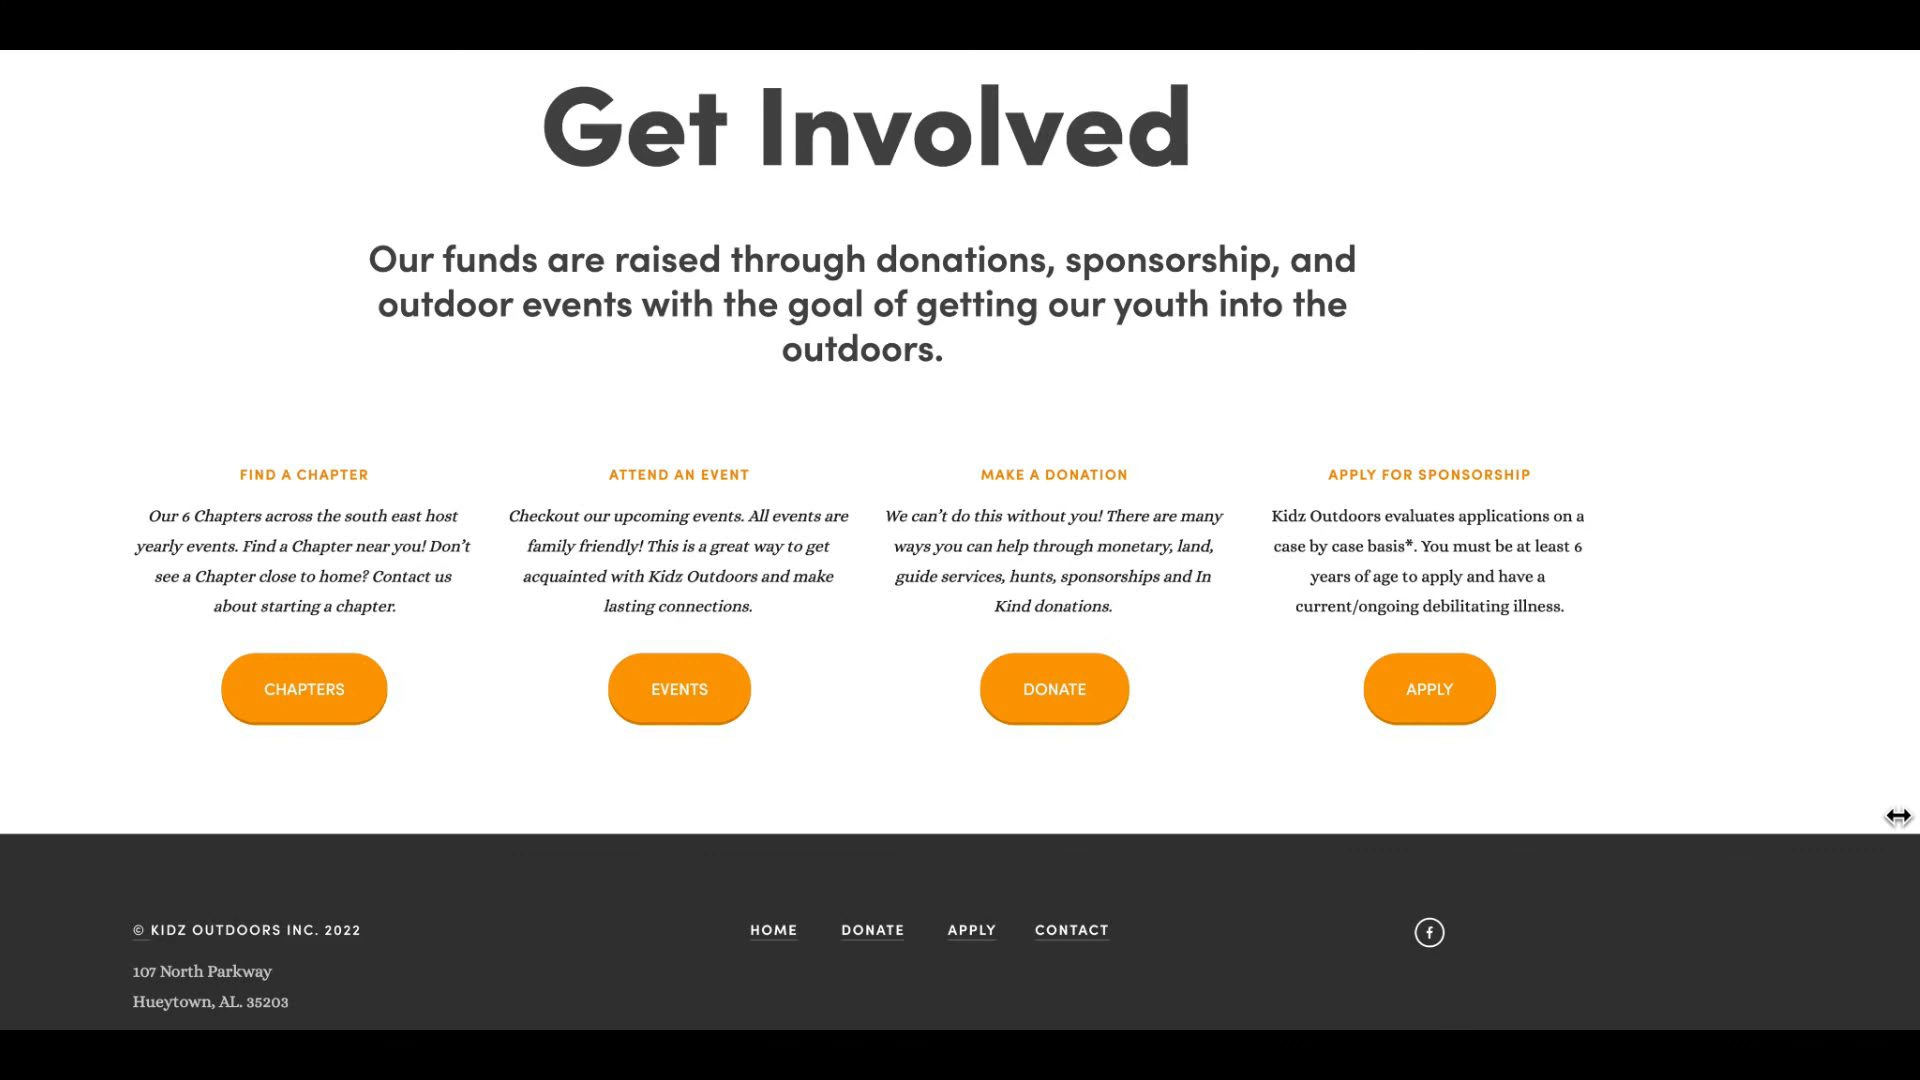 Get Involved
Our funds are raised through donations, sponsorship, and
outdoor events with the goal of getting our youth into the
outdoors.
FIND A CHAPTER
Our 6 Chapters across the south east host
yearly events. Find a Chapter near you! Don’t
see a Chapter close to home? Contact us
about starting a chapter.
CHAPTERS
ATTEND AN EVENT
Checkout our upcoming events. All events are
family friendly! This is a great way to get
acquainted with Kidz Outdoors and make
lasting connections.
EVENTS
MAKE A DONATION
We can’t do this without you! There are many
ways you can help through monetary, land,
guide services, hunts, sponsorships and In
Kind donations.
DONATE
APPLY FOR SPONSORSHIP
Kidz Outdoors evaluates applications on a
case by case basis*. You must be at least 6
years of age to apply and have a
current/ongoing debilitating illness.
APPLY
© KIDZ OUTDOORS INC. 2022
107 North Parkway
Hueytown, AL. 35203
HOME DONATE APPLY CONTACT